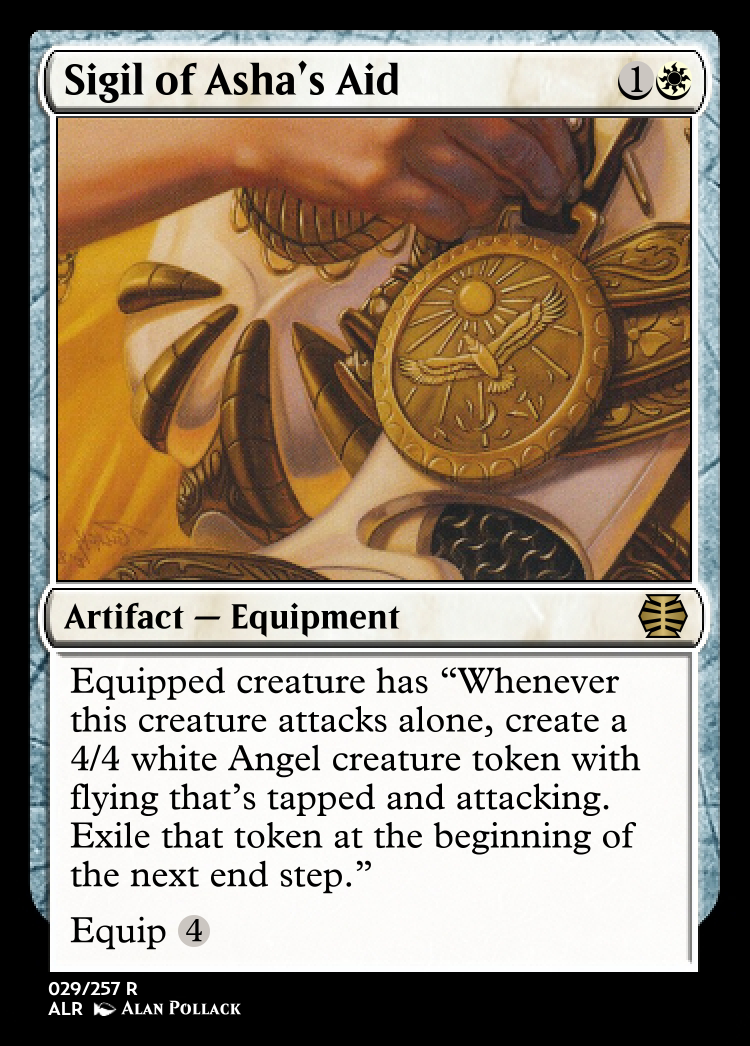 Sigil of Asha's Aid 1
Artifact — Equipment
Equipped creature has “Whenever
this creature attacks alone, create a
4/4 white Angel creature token with
flying that’s tapped and attacking.
Exile that token at the beginning of
the next end step.”
Equip 4
029/257 R
ALR Alan Pollack